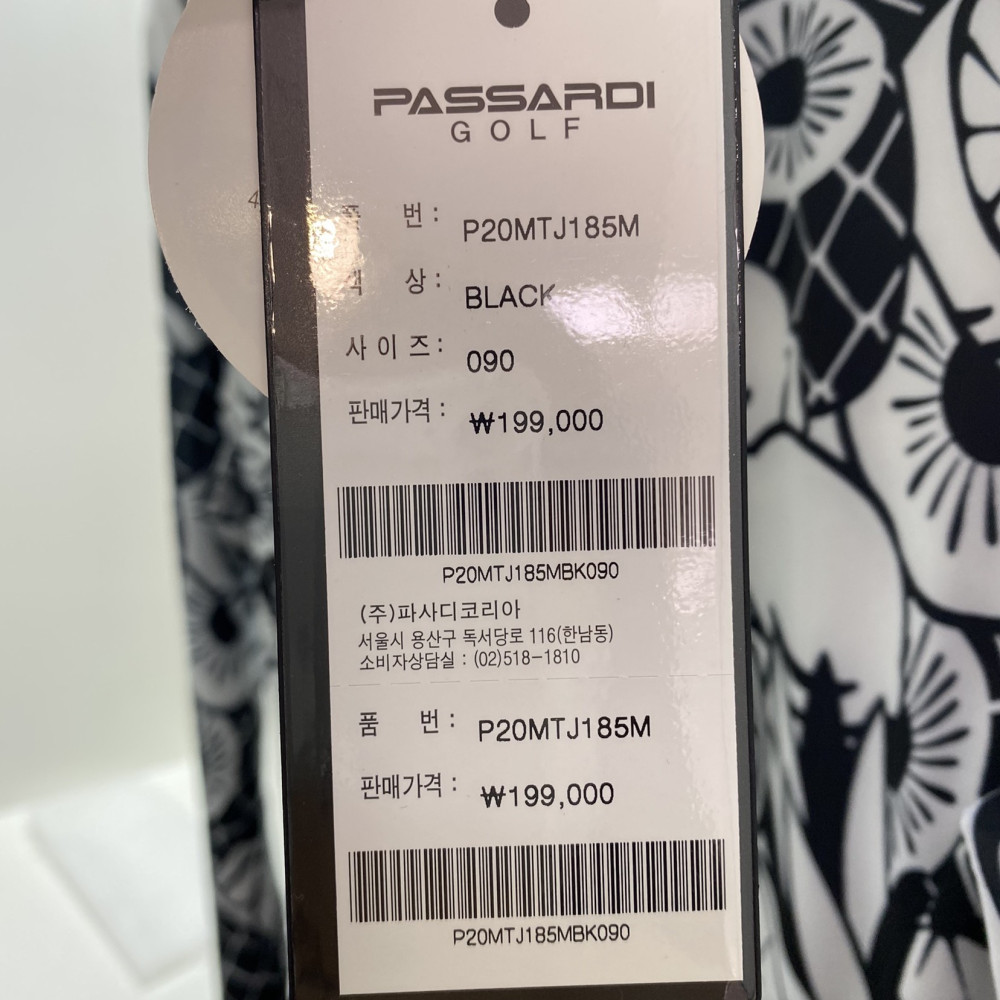 PASSARDI
GOLF
품 번 : P20MTJ185M
색 상 : BLACK
사이즈 : 090
판매가격 : ₩199,000
P20MTJ185MBK090
(주)파사디코리아
서울시 용산구 독서당로 116(한남동)
소비자상담실 : (02)518-1810
품 번 : P20MTJ185M
판매가격 : ₩199,000
P20MTJ185MBK090